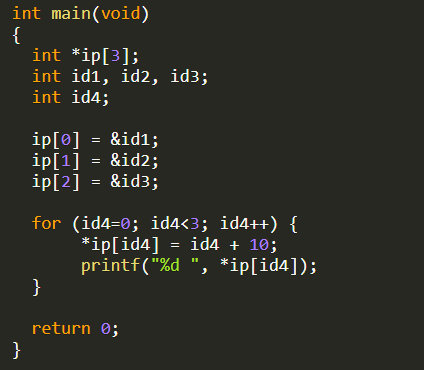 int main(void)
{
  int *ip[3];
  int id1, id2, id3;
  int id4;
  ip[0] = &id1;
  ip[1] = &id2;
  ip[2] = &id3;
  for (id4=0; id4<3; id4++) {
       *ip[id4] = id4 + 10;
       printf("%d ", *ip[id4]);
  }
  return 0;
}